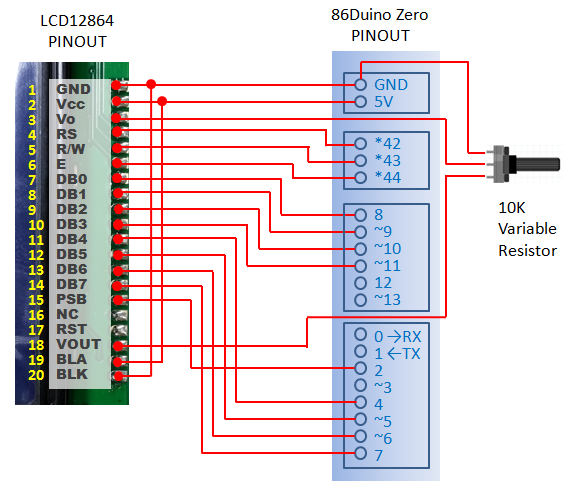 LCD12864
PINOUT
1 GND
2 Vcc
3 Vo
4 RS
5 R/W
6 E
7 DB0
8 DB1
9 DB2
10 DB3
11 DB4
12 DB5
13 DB6
14 DB7
15 PSB
16 NC
17 RST
18 VOUT
19 BLA
20 BLK
86Duino Zero
PINOUT
GND
5V
*42
*43
*44
8
~9
~10
~11
12
~13
0 →RX
1 ←TX
2
~3
4
~5
~6
7
10K
Variable
Resistor